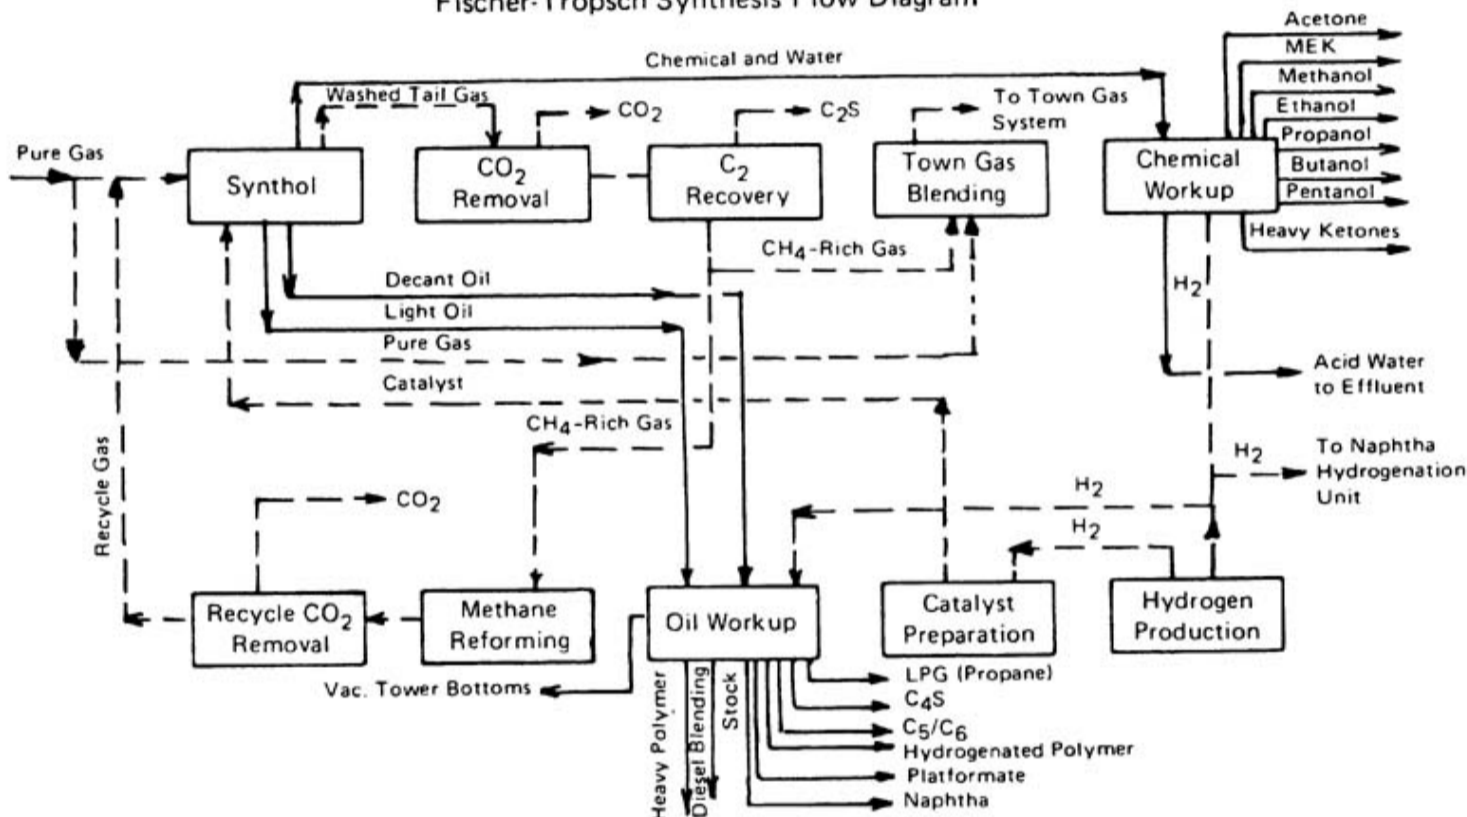 Fischer-Tropsch Synthesis Flow Diagram
Acetone
MEK
Methanol
Ethanol
Propanol
Butanol
Pentanol
Heavy Ketones
Chemical and Water
Washed Tail Gas
CO2
C2S
To Town Gas
System
Pure Gas
Synthol
CO2
Removal
C2
Recovery
Town Gas
Blending
Chemical
Workup
CH4-Rich Gas
Decant Oil
Light Oil
Pure Gas
Catalyst
CH4-Rich Gas
H2
Acid Water
to Effluent
H2
To Naphtha
Hydrogenation
Unit
Recycle Gas
CO2
H2
H2
Recycle CO2
Removal
Methane
Reforming
Oil Workup
Catalyst
Preparation
Hydrogen
Production
Vac. Tower Bottoms
Heavy Polymer
Diesel Blending
Stock
LPG (Propane)
C4S
C5/C6
Hydrogenated Polymer
Platformate
Naphtha